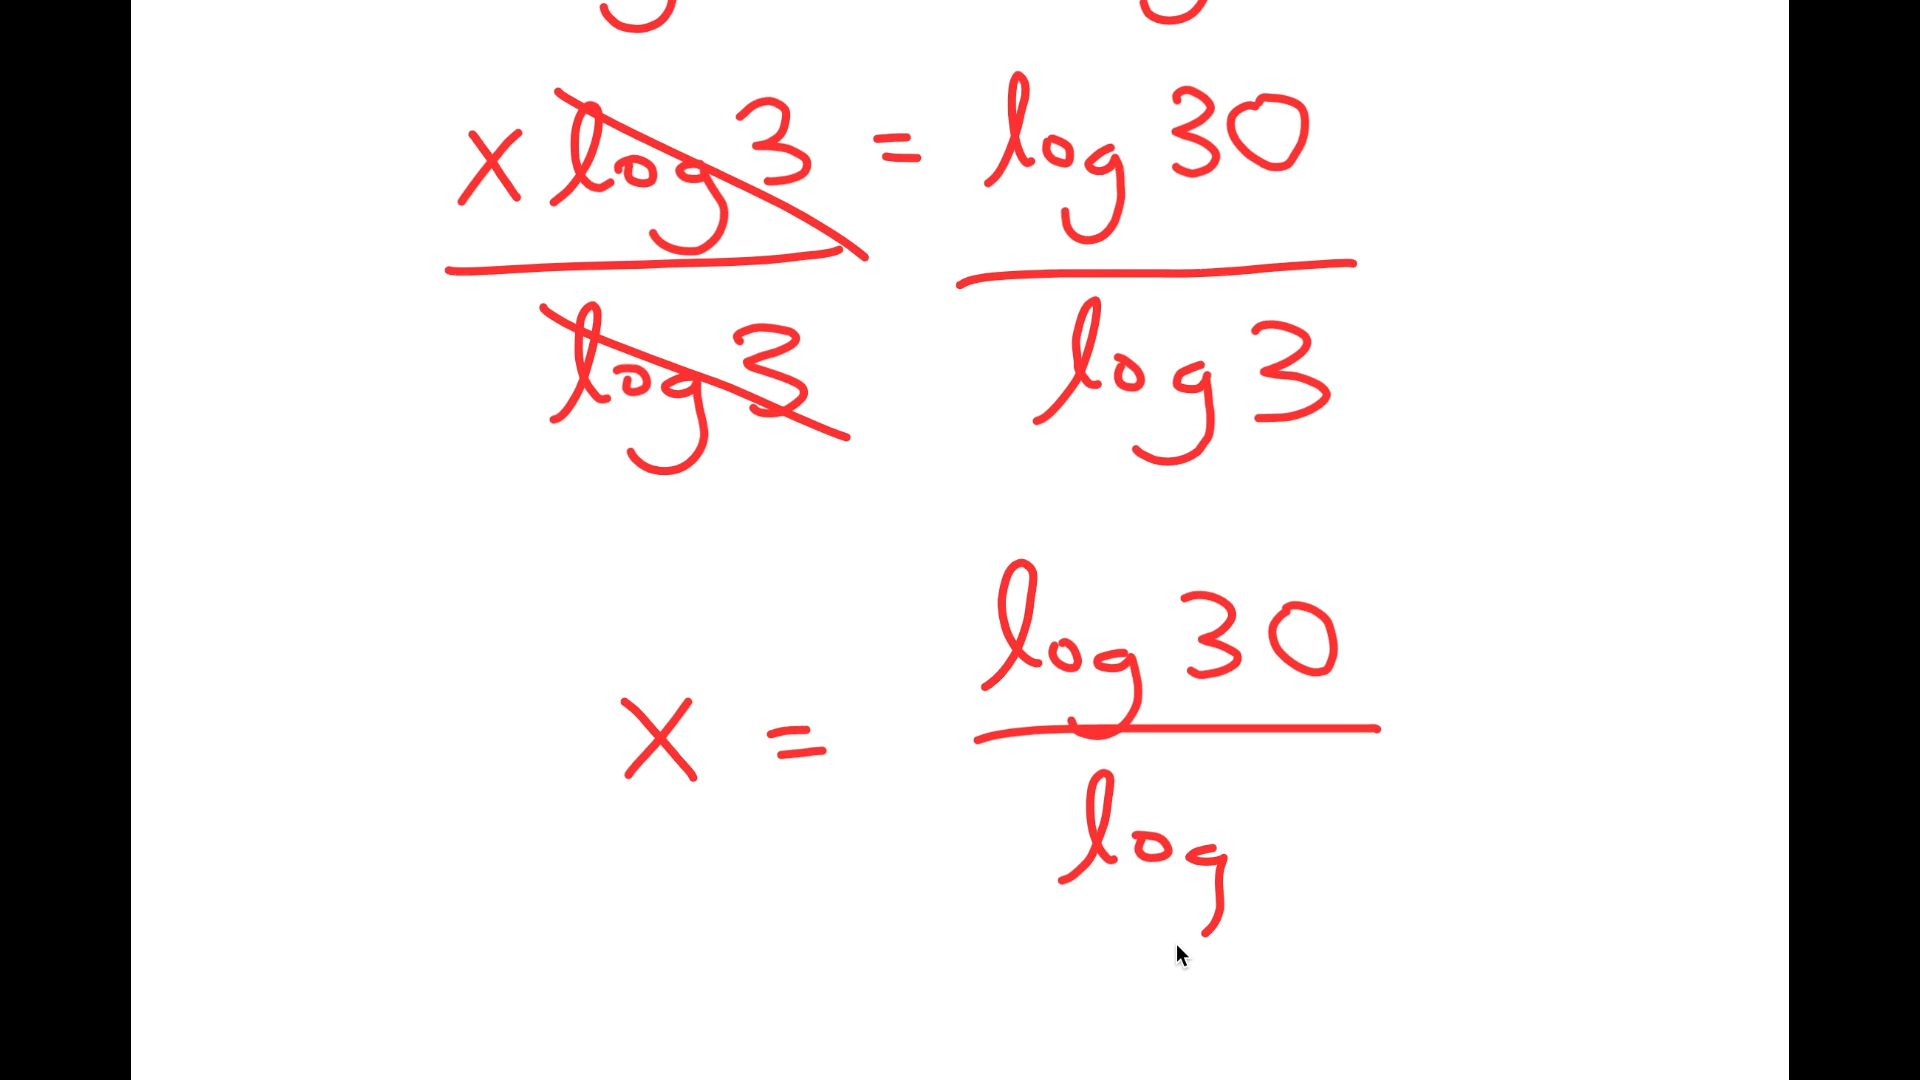 x log 3 = log 30
log 3 log 3
log 30
x =
log